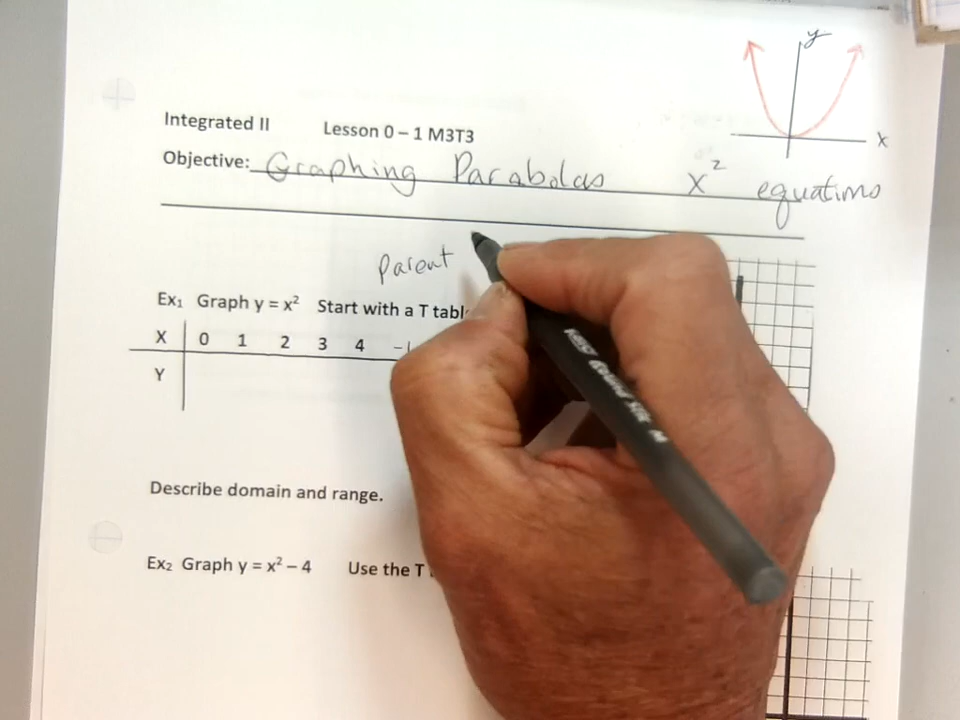 y
x
Integrated II Lesson 0 – 1 M3T3
Objective: Graphing Parabolas x² equations
Parent
Ex₁ Graph y = x² Start with a T tabl
X 0 1 2 3 4 -1
Y
Describe domain and range.
Ex₂ Graph y = x² – 4 Use the T